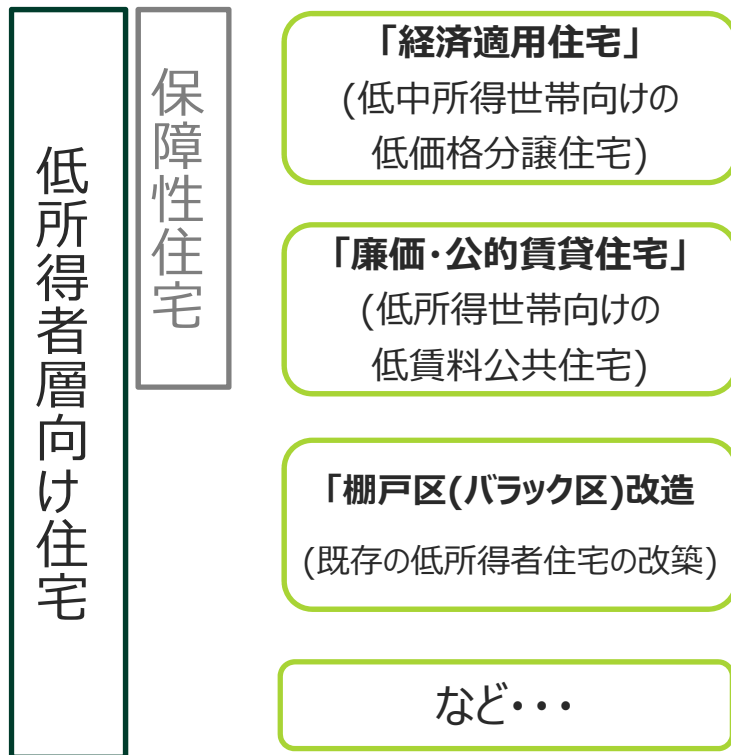 低所得者層向け住宅
保障性住宅
「経済適用住宅」
(低中所得世帯向けの
低価格分譲住宅)
「廉価・公的賃貸住宅」
(低所得世帯向けの
低賃料公共住宅)
「棚戸区(バラック区)改造
(既存の低所得者住宅の改築)
など・・・